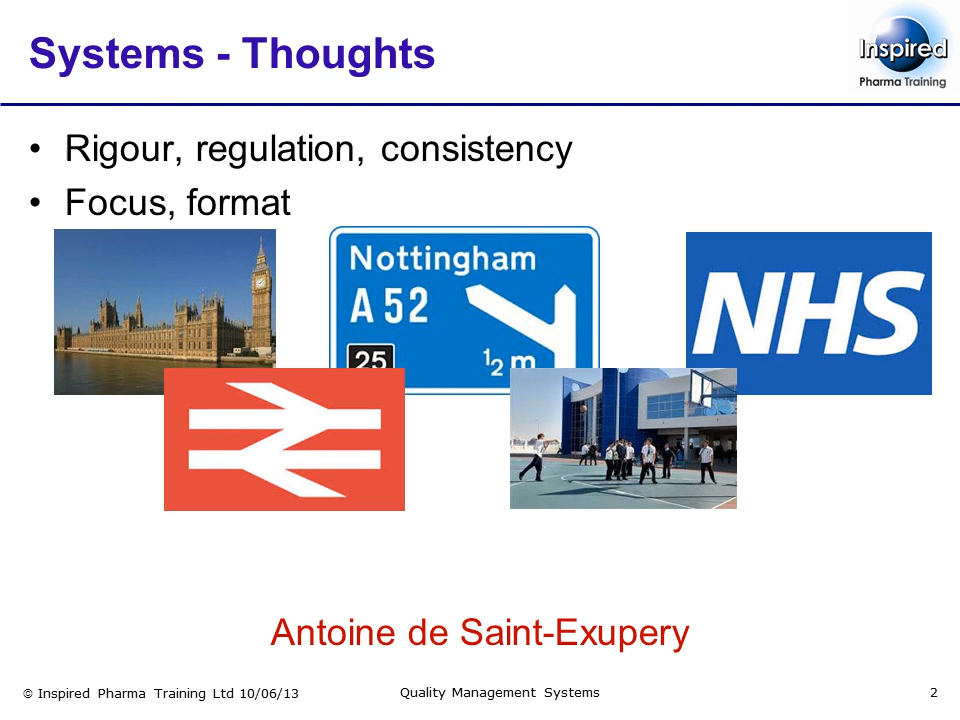 Systems - Thoughts
Inspired
Pharma Training
• Rigour, regulation, consistency
• Focus, format
Nottingham
A 52
25
½ m
NHS
Antoine de Saint-Exupery
© Inspired Pharma Training Ltd 10/06/13
Quality Management Systems
2